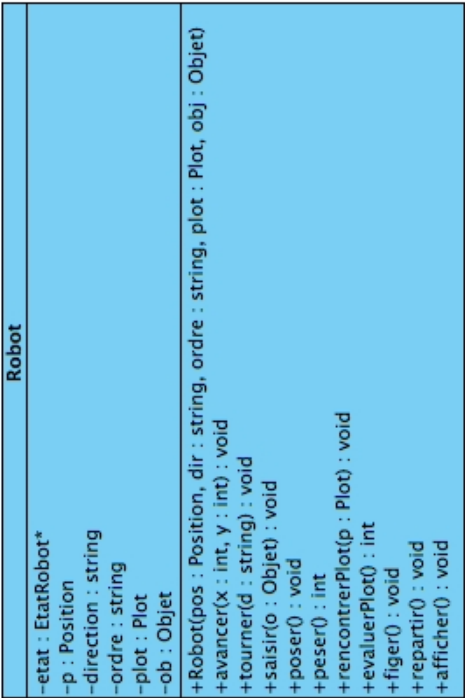 Robot
-etat : EtatRobot*
-p : Position
-direction : string
-ordre : string
-plot : Plot
-ob : Objet
+Robot(pos : Position, dir : string, ordre : string, plot : Plot, obj : Objet)
+avancer(x : int, y : int) : void
+tourner(d : string) : void
+saisir(o : Objet) : void
+poser() : void
+peser() : int
+rencontrerPlot(p : Plot) : void
+evaluerPlot() : int
+figer() : void
+repartir() : void
+afficher() : void